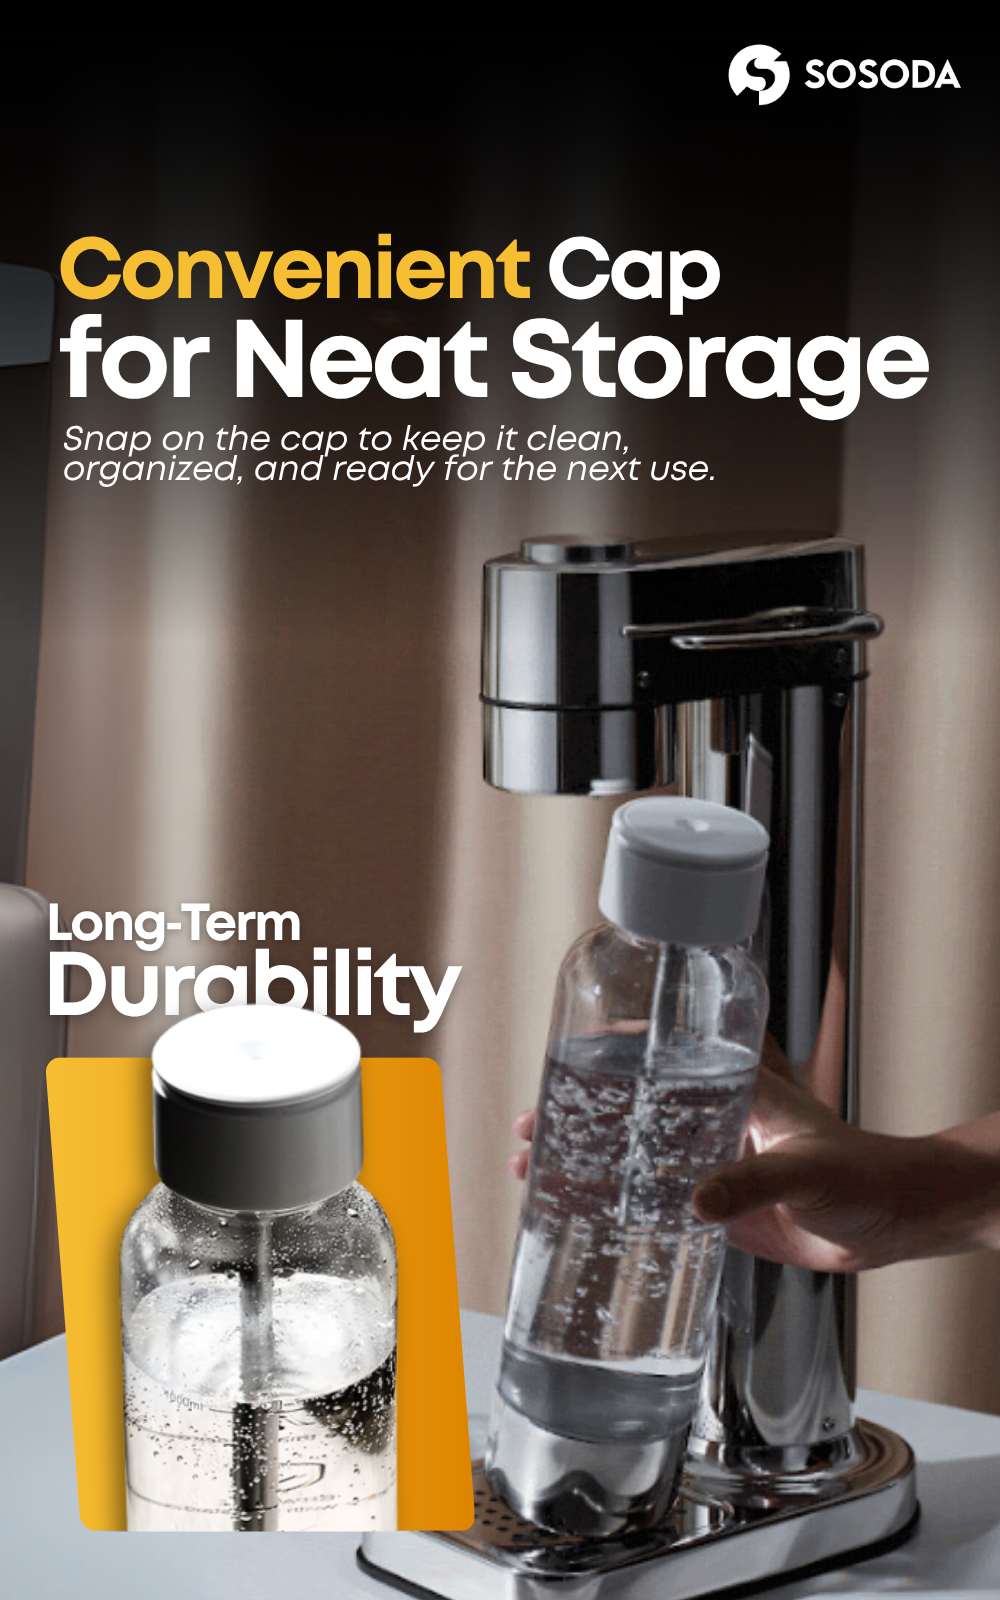 SOSODA
Convenient Cap
for Neat Storage
Snap on the cap to keep it clean,
organized, and ready for the next use.
Long-Term
Durability
1000ml